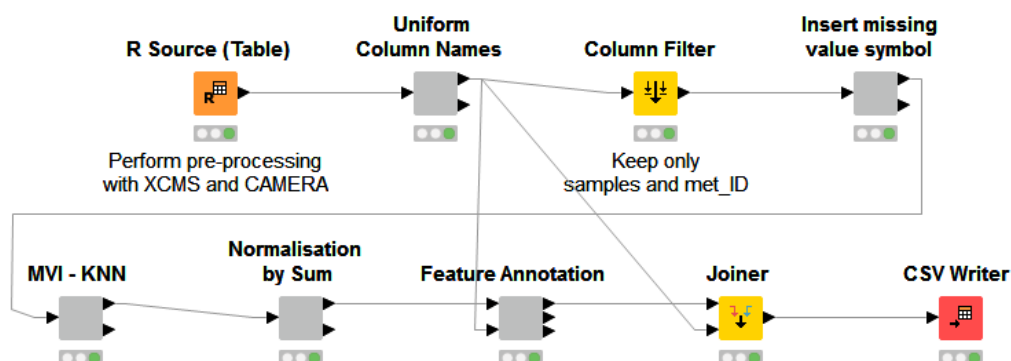 Uniform
Column Names
Insert missing
value symbol
R Source (Table)
Column Filter
R
Perform pre-processing
with XCMS and CAMERA
Keep only
samples and met_ID
Normalisation
by Sum
MVI - KNN
Feature Annotation
Joiner
CSV Writer